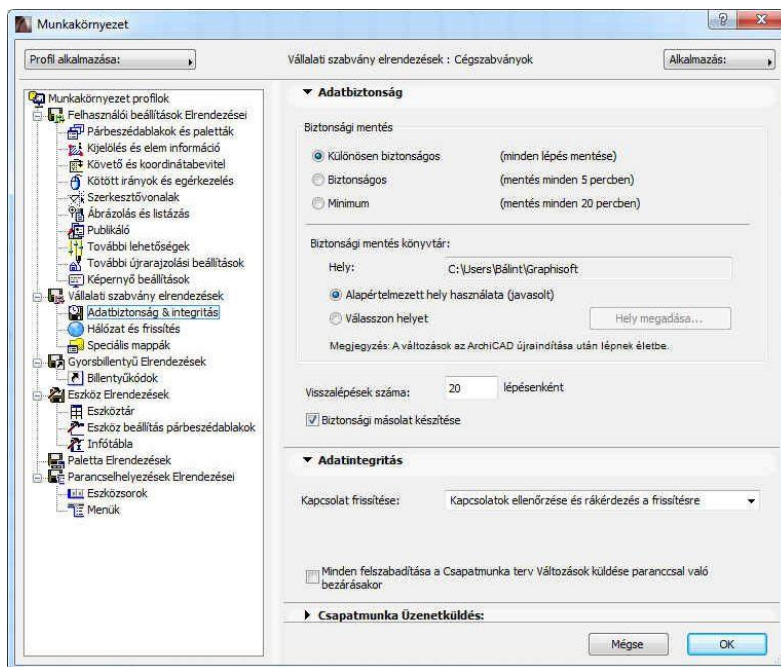 Munkakörnyezet
Profil alkalmazása:
Vállalati szabvány elrendezések : Cégszabványok
Alkalmazás:
Munkakörnyezet profilok
Felhasználói beállítások Elrendezései
Párbeszédablakok és paletták
Kijelölés és elem információ
Követő és koordinátabevitel
Kötött irányok és egérkezelés
Szerkesztővonalak
Ábrázolás és listázás
Publikáló
További lehetőségek
További újrarajzolási beállítások
Képernyő beállítások
Vállalati szabvány elrendezések
Adatbiztonság & integritás
Hálózat és frissítés
Speciális mappák
Gyorsbillentyű Elrendezések
Billentyűkódok
Eszköz Elrendezések
Eszköztár
Eszköz beállítás párbeszédablakok
Infótábla
Paletta Elrendezések
Parancselhelyezések Elrendezései
Eszközsorok
Menük
Adatbiztonság
Biztonsági mentés
Különösen biztonságos (minden lépés mentése)
Biztonságos (mentés minden 5 percben)
Minimum (mentés minden 20 percben)
Biztonsági mentés könyvtár:
Hely: C:\Users\Bálint\Graphisoft
Alapértelmezett hely használata (javasolt)
Válasszon helyet Hely megadása...
Megjegyzés: A változások az ArchiCAD újraindítása után lépnek életbe.
Visszalépések száma: 20 lépésenként
Biztonsági másolat készítése
Adatintegritás
Kapcsolat frissítése: Kapcsolatok ellenőrzése és rákérdezés a frissítésre
Minden felszabadítása a Csapatmunka terv Változások küldése paranccsal való
bezárásakor
Csapatmunka Üzenetküldés:
Mégse OK